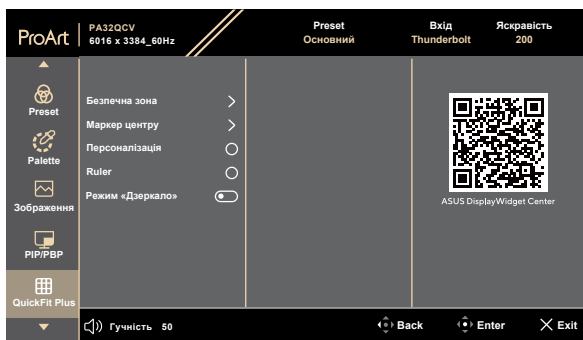 ProArt
PA32QCV
6016 x 3384_60Hz
Preset
Основний
Вхід
Thunderbolt
Яскравість
200
Preset
Palette
Зображення
PIP/PBP
QuickFit Plus
Безпечна зона
Маркер центру
Персоналізація
Ruler
Режим «Дзеркало»
ASUS DisplayWidget Center
Гучність 50
Back
Enter
Exit